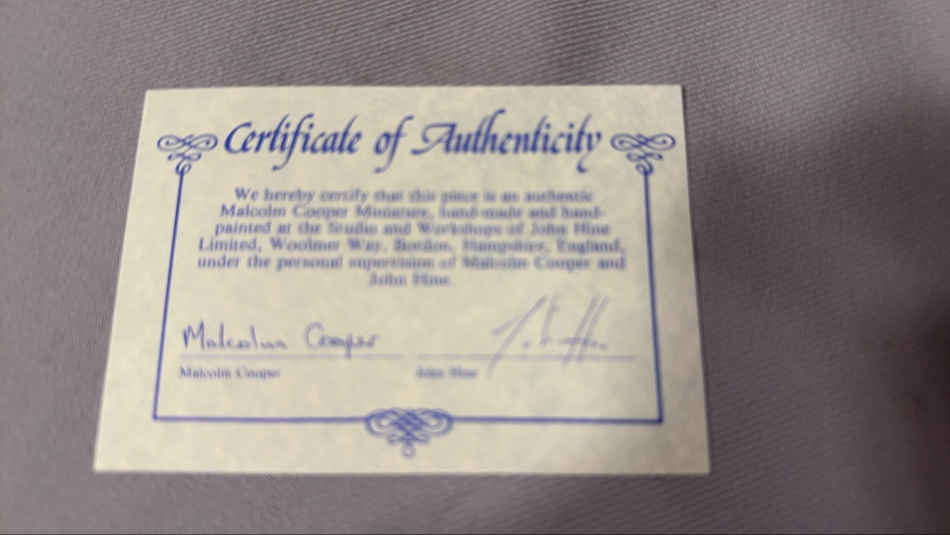 Certificate of Authenticity
We hereby certify that this piece is an authentic
Malcolm Cooper Miniature, hand-made and hand-
painted at the Studio and Workshops of John Hine
Limited, Woolmer Way, Bordon, Hampshire, England,
under the personal supervision of Malcolm Cooper and
John Hine.
Malcolm Cooper
Malcolm Cooper
John Hine